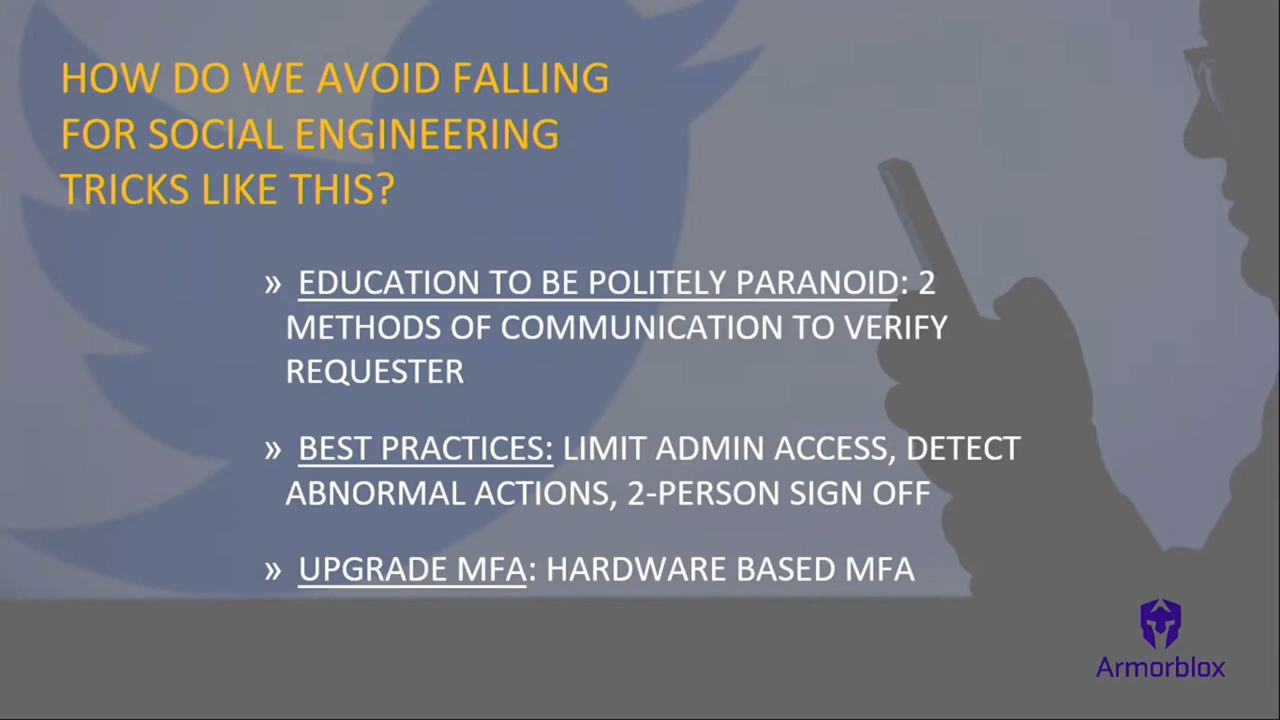 HOW DO WE AVOID FALLING
FOR SOCIAL ENGINEERING
TRICKS LIKE THIS?
» EDUCATION TO BE POLITELY PARANOID: 2
METHODS OF COMMUNICATION TO VERIFY
REQUESTER
» BEST PRACTICES: LIMIT ADMIN ACCESS, DETECT
ABNORMAL ACTIONS, 2-PERSON SIGN OFF
» UPGRADE MFA: HARDWARE BASED MFA
Armorblox